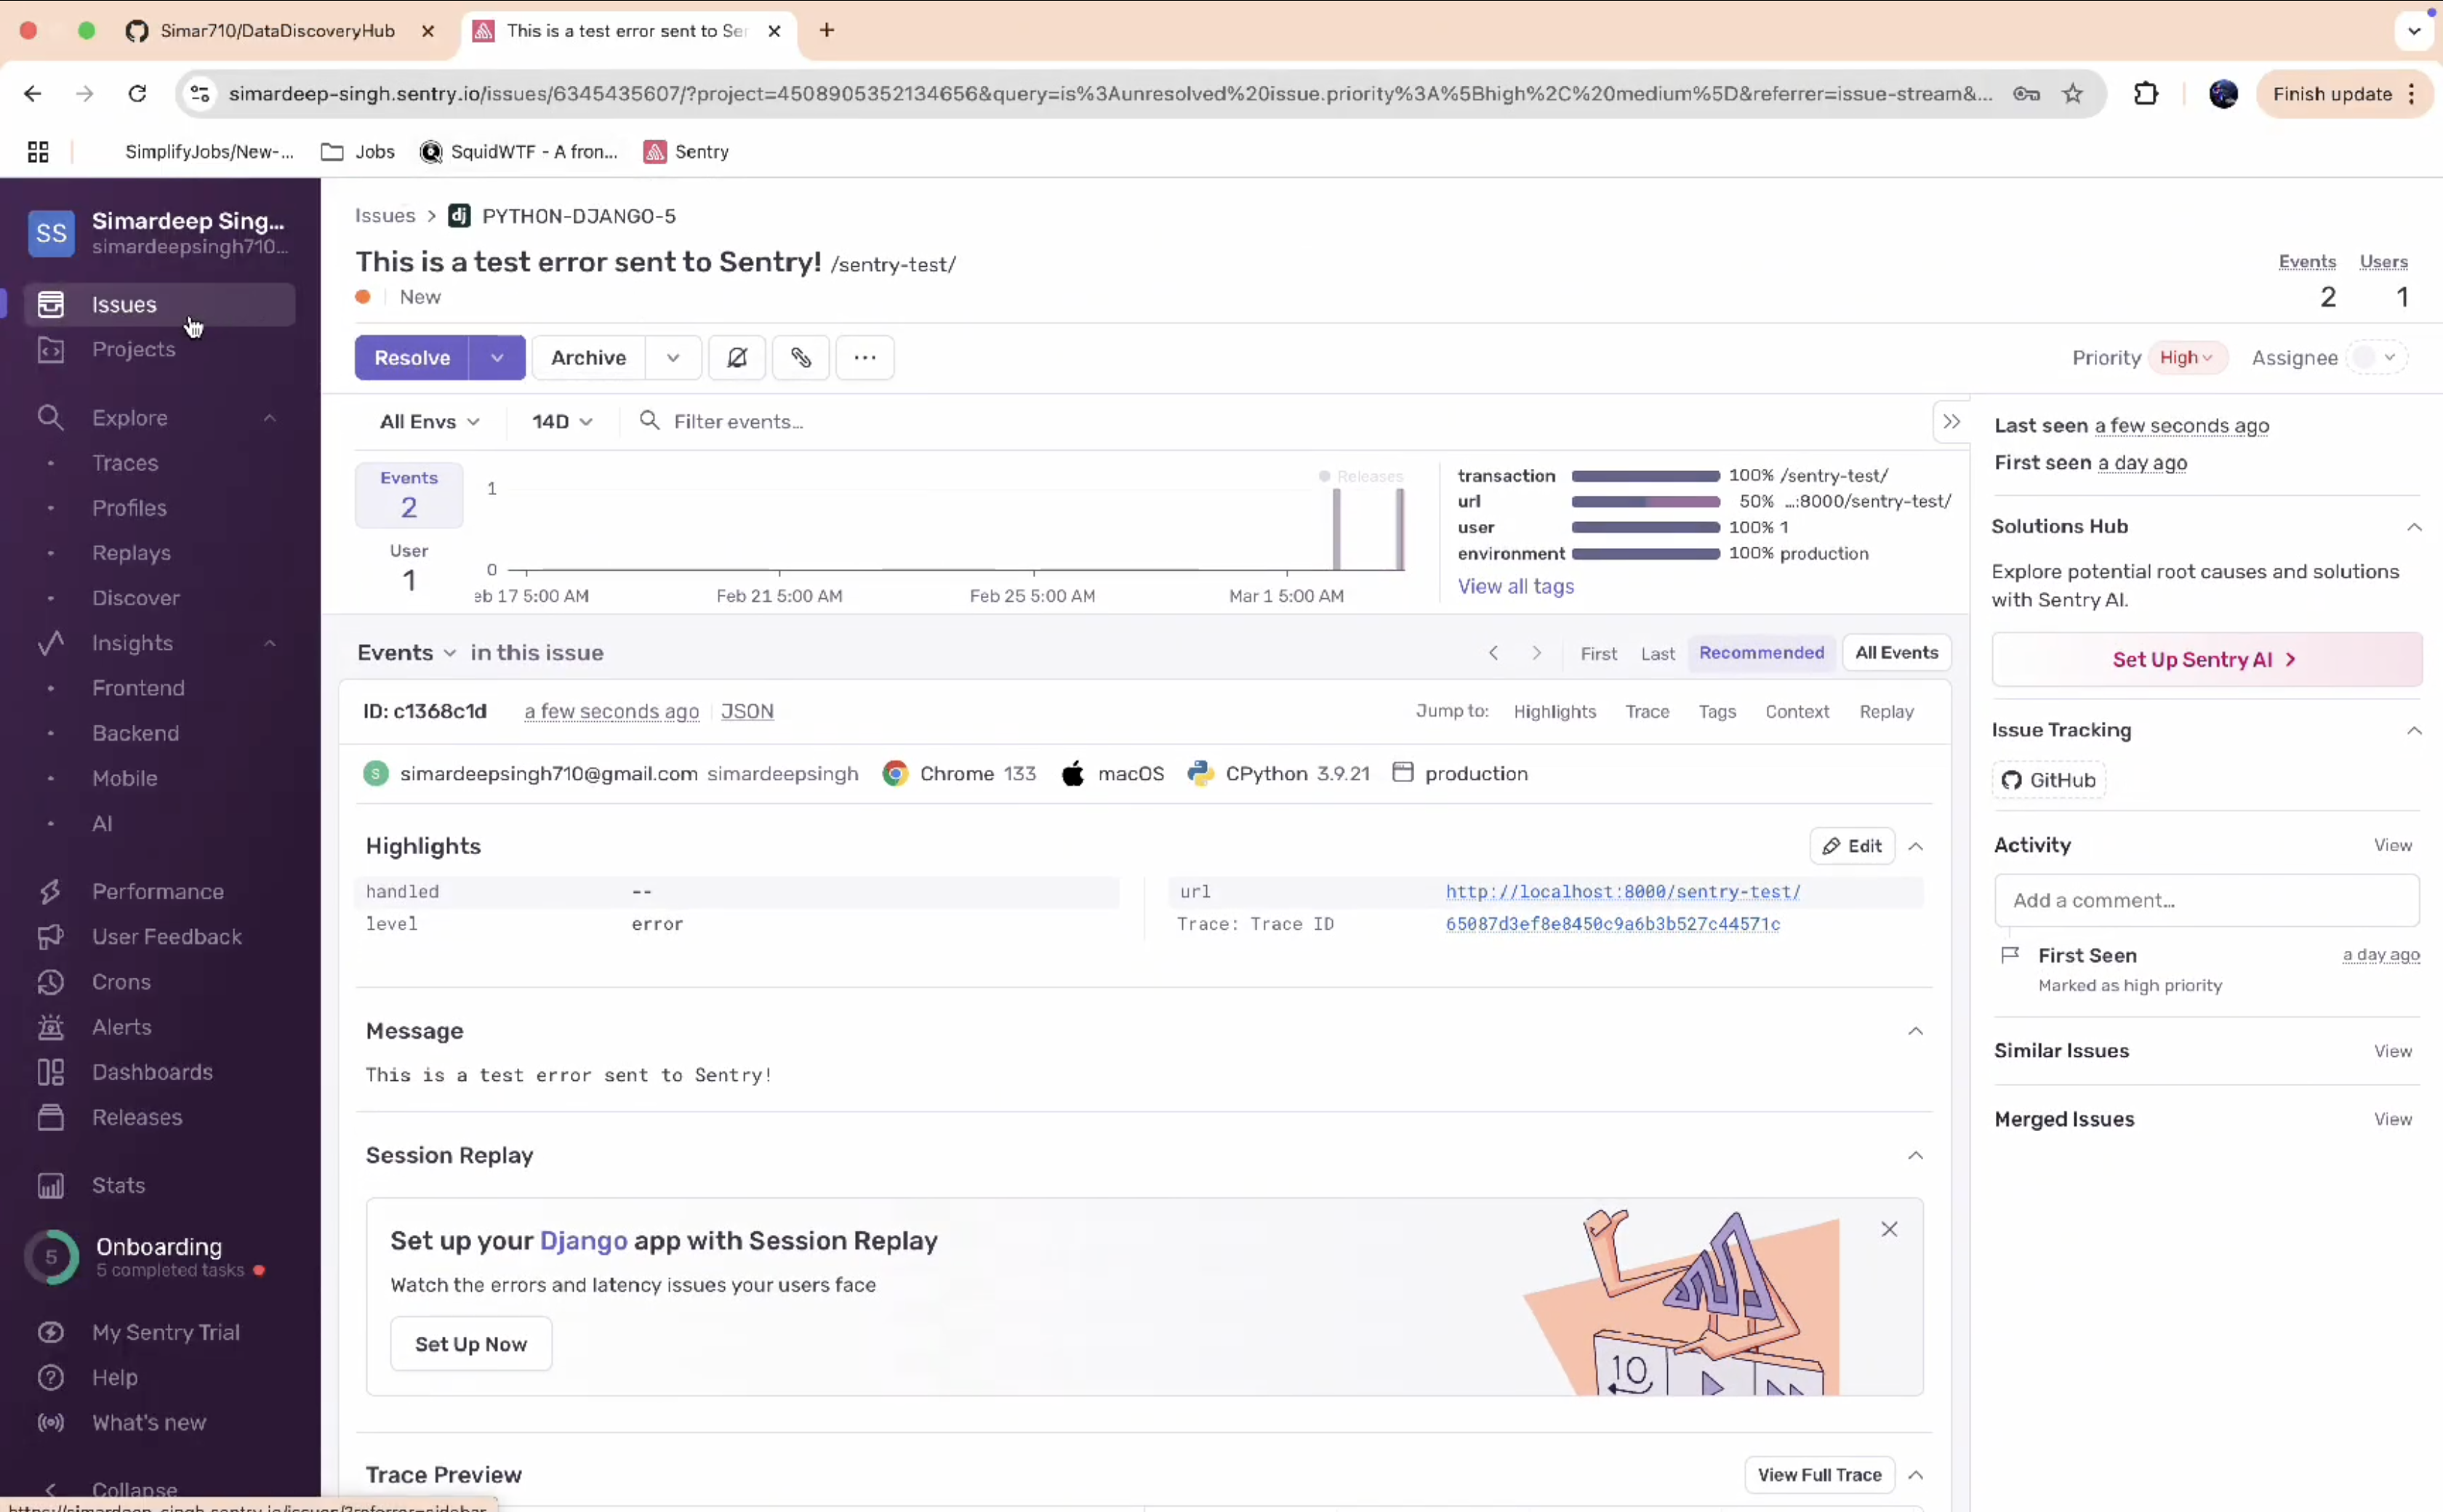 Simar710/DataDiscoveryHub
This is a test error sent to Ser
simardeep-singh.sentry.io/issues/6345435607/?project=4508905352134656&query=is%3Aunresolved%20issue.priority%3A%5Bhigh%2C%20medium%5D&referrer=issue-stream&...
Finish update
SimplifyJobs/New-...
Jobs
SquidWTF - A fron...
Sentry
SS
Simardeep Sing...
simardeepsingh710...
Issues
Projects
Explore
Traces
Profiles
Replays
Discover
Insights
Frontend
Backend
Mobile
AI
Performance
User Feedback
Crons
Alerts
Dashboards
Releases
Stats
5
Onboarding
5 completed tasks
My Sentry Trial
Help
What's new
Collapse
https://simardeep-singh.sentry.io/issues/?referrer=sidebar
Issues > dj PYTHON-DJANGO-5
This is a test error sent to Sentry! /sentry-test/
New
Events Users
2 1
Resolve
Archive
Priority High
Assignee
All Envs
14D
Filter events...
Events
2
User
1
1
0
Releases
eb 17 5:00 AM
Feb 21 5:00 AM
Feb 25 5:00 AM
Mar 1 5:00 AM
transaction 100% /sentry-test/
url 50% ...:8000/sentry-test/
user 100% 1
environment 100% production
View all tags
Events in this issue
First Last Recommended All Events
ID: c1368c1d a few seconds ago JSON
Jump to: Highlights Trace Tags Context Replay
S simardeepsingh710@gmail.com simardeepsingh Chrome 133 macOS CPython 3.9.21 production
Highlights
Edit
handled --
level error
url http://localhost:8000/sentry-test/
Trace: Trace ID 65087d3ef8e8450c9a6b3b527c44571c
Message
This is a test error sent to Sentry!
Session Replay
Set up your Django app with Session Replay
Watch the errors and latency issues your users face
Set Up Now
10
Trace Preview
View Full Trace
Last seen a few seconds ago
First seen a day ago
Solutions Hub
Explore potential root causes and solutions
with Sentry AI.
Set Up Sentry AI
Issue Tracking
GitHub
Activity View
Add a comment...
First Seen a day ago
Marked as high priority
Similar Issues View
Merged Issues View